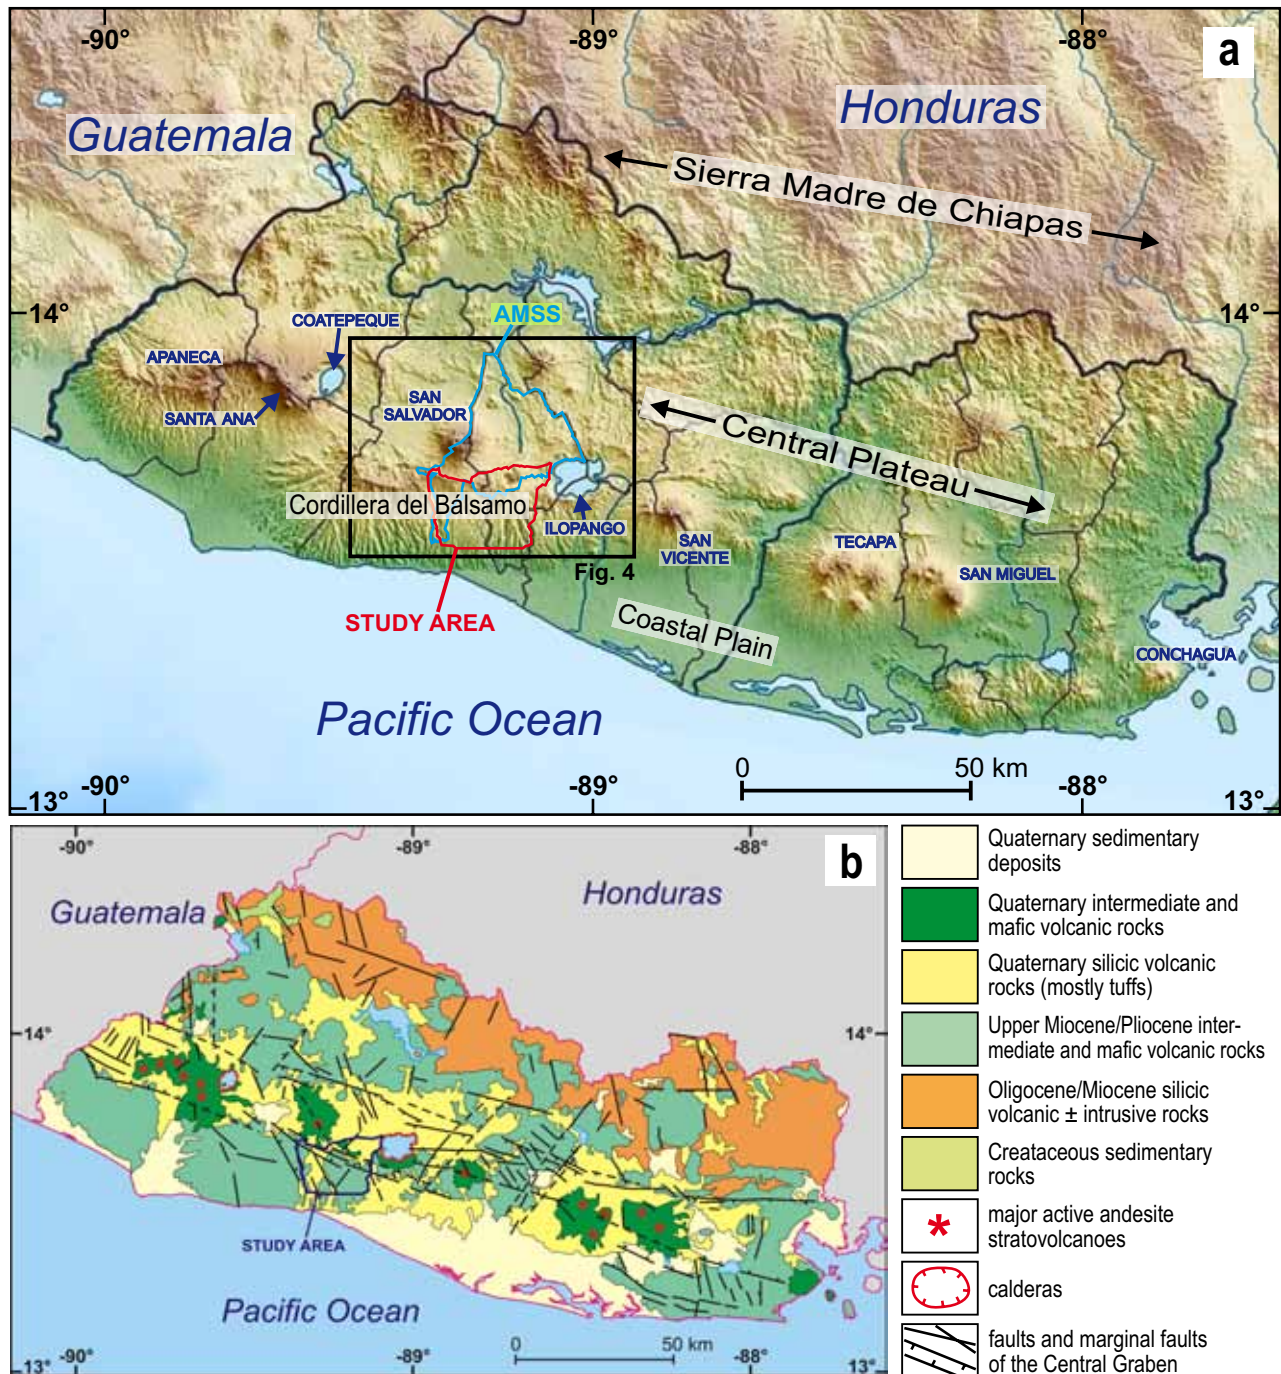 -90°
-89°
-88°
a
Guatemala
Honduras
Sierra Madre de Chiapas
14°
14°
COATEPEQUE
AMSS
APANECA
SANTA ANA
SAN
SALVADOR
Central Plateau
Cordillera del Bálsamo
ILOPANGO
SAN
VICENTE
TECAPA
SAN MIGUEL
Fig. 4
STUDY AREA
Coastal Plain
CONCHAGUA
Pacific Ocean
0
50 km
13°
-90°
-89°
-88°
13°
-90°
-89°
-88°
b
Guatemala
Honduras
14°
14°
STUDY AREA
Pacific Ocean
0
50 km
13°
-90°
-89°
-88°
13°
Quaternary sedimentary
deposits
Quaternary intermediate and
mafic volcanic rocks
Quaternary silicic volcanic
rocks (mostly tuffs)
Upper Miocene/Pliocene inter-
mediate and mafic volcanic rocks
Oligocene/Miocene silicic
volcanic ± intrusive rocks
Creataceous sedimentary
rocks
major active andesite
stratovolcanoes
calderas
faults and marginal faults
of the Central Graben